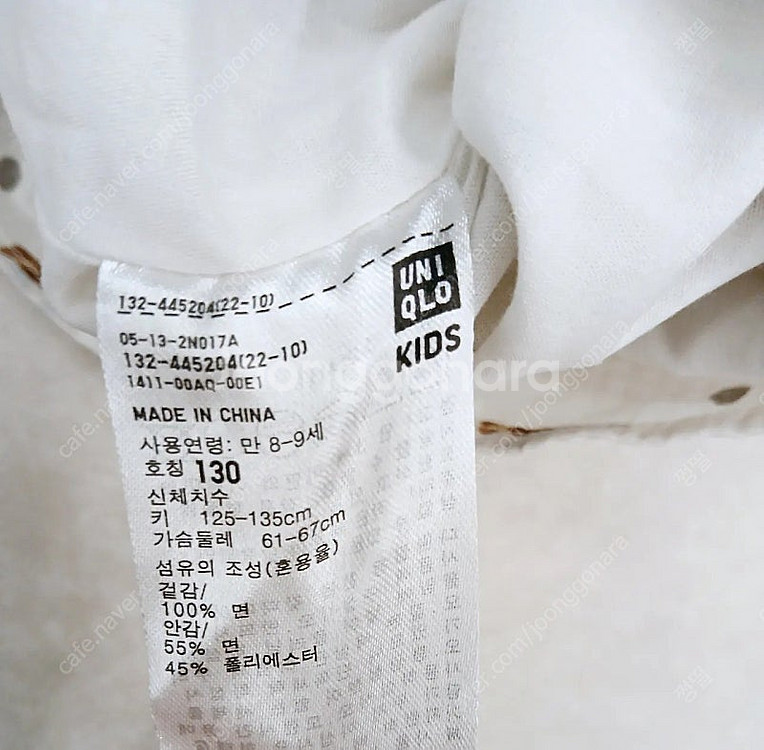 132-445204(22-10)
UNI
QLO
KIDS
05-13-2N017A
132-445204(22-10)
1411-00AQ-00E1
MADE IN CHINA
사용연령: 만 8-9세
호칭 130
신체치수
키 125-135cm
가슴둘레 61-67cm
섬유의 조성(혼용율)
겉감/
100% 면
안감/
55% 면
45% 폴리에스터
joonggonara
cafe.naver.com/joonggonara
쩡델